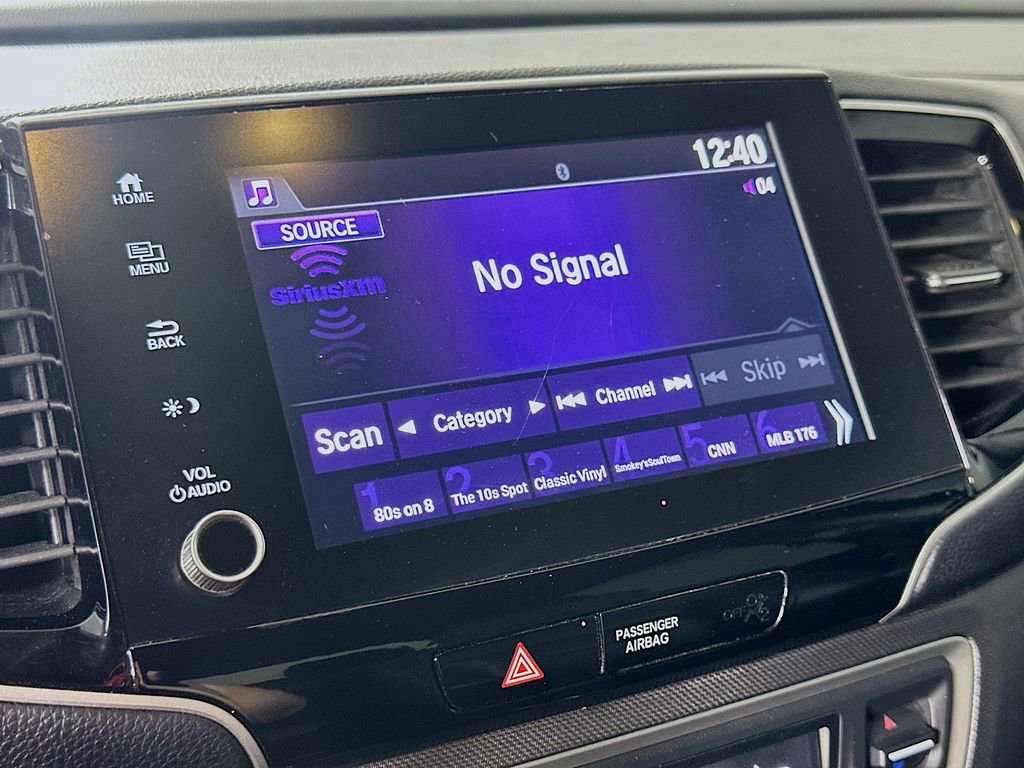 12:40
04
HOME
SOURCE
SiriusXM
No Signal
MENU
BACK
Scan
Category
Channel
Skip
VOL
AUDIO
1
80s on 8
2
The 10s Spot
3
Classic Vinyl
4
Smokey'sSoulTown
5
CNN
6
MLB 176
PASSENGER
AIRBAG
OFF